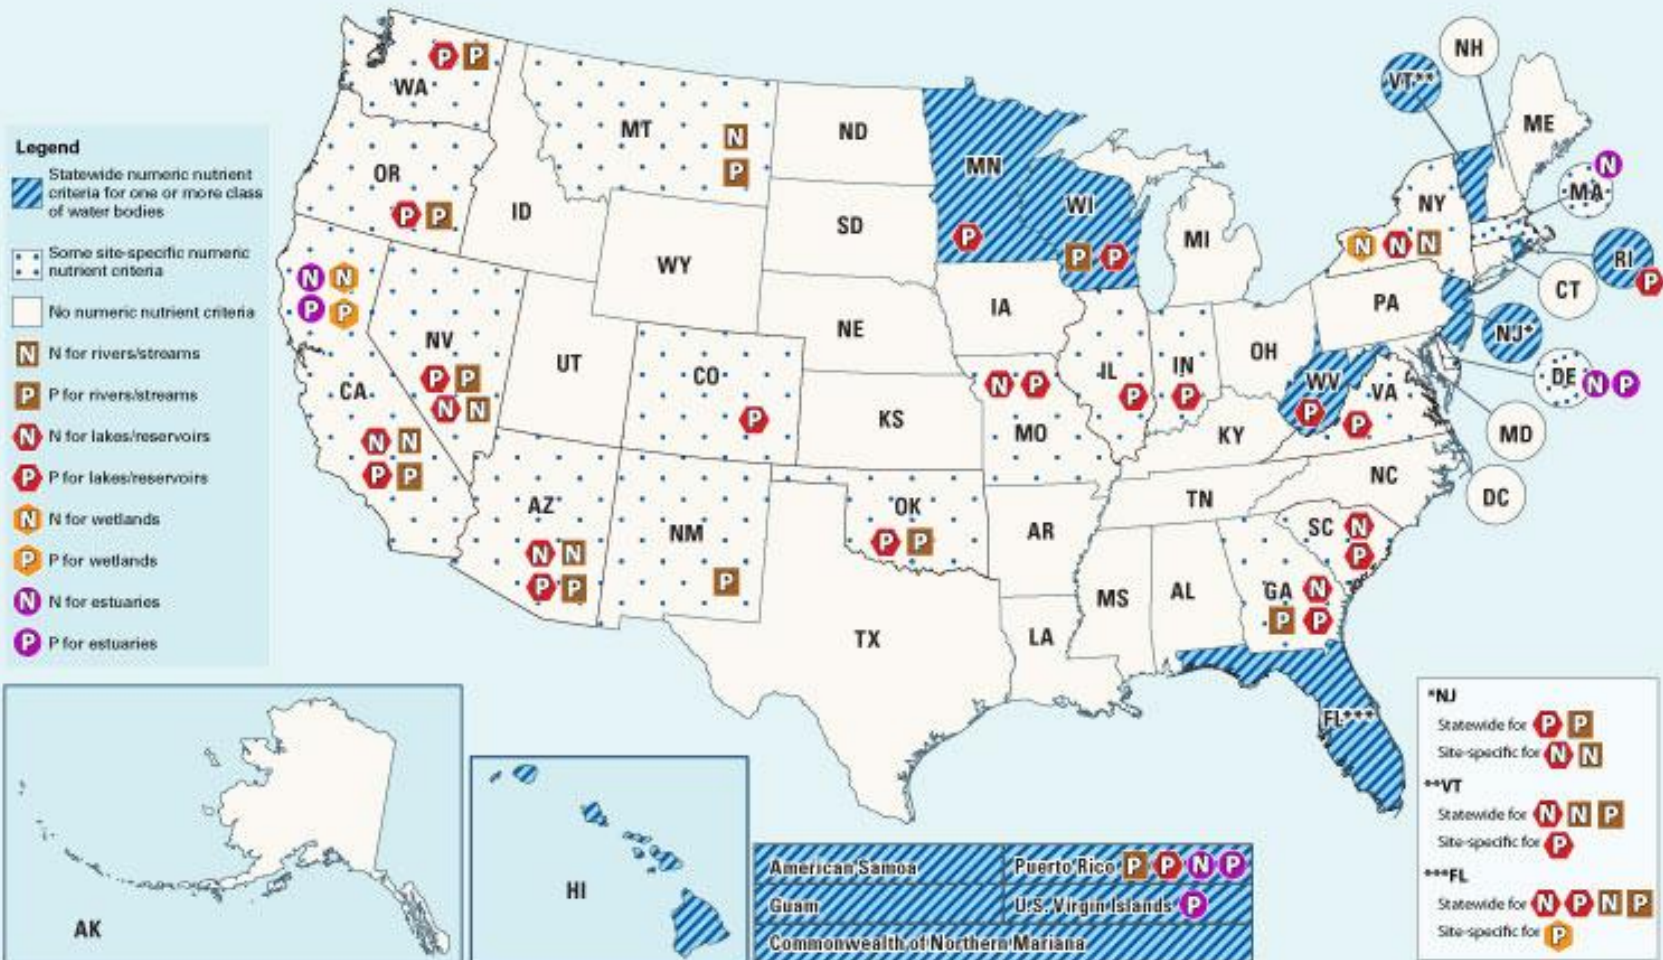 Legend
Statewide numeric nutrient
criteria for one or more class
of water bodies
Some site-specific numeric
nutrient criteria
No numeric nutrient criteria
N N for rivers/streams
P P for rivers/streams
N N for lakes/reservoirs
P P for lakes/reservoirs
N N for wetlands
P P for wetlands
N N for estuaries
P P for estuaries
WA P P
OR P P
CA N N P P N N P P
NV P P N N
ID
MT N P
WY
UT
CO P
AZ N N P P
NM P
ND
SD
NE
KS
OK P P
TX
MN P
WI P P
IA
MO N P
AR
LA
IL P
IN P
MI
OH
KY
TN
MS
AL
GA N P P
FL***
SC N P
NC
VA P
WV P
PA
NY N N N
VT**
NH
ME
MA N
RI P
CT
NJ*
DE N P
MD
DC
AK
HI
American Samoa
Puerto Rico P P N P
Guam
U.S. Virgin Islands P
Commonwealth of Northern Mariana
*NJ
Statewide for P P
Site-specific for N N
**VT
Statewide for N N P
Site-specific for P
***FL
Statewide for N P N P
Site-specific for P